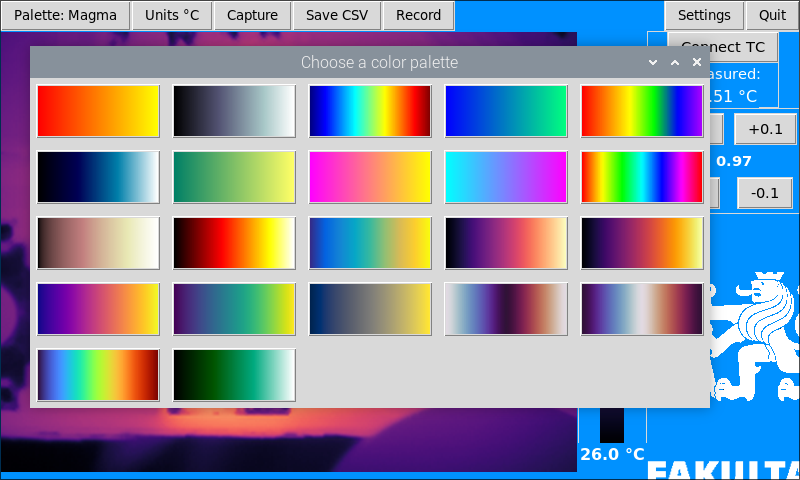 Palette: Magma Units °C Capture Save CSV Record Settings Quit
Choose a color palette
Connect TC
asured:
.51 °C
+0.1
0.97
-0.1
26.0 °C
FAKULTA